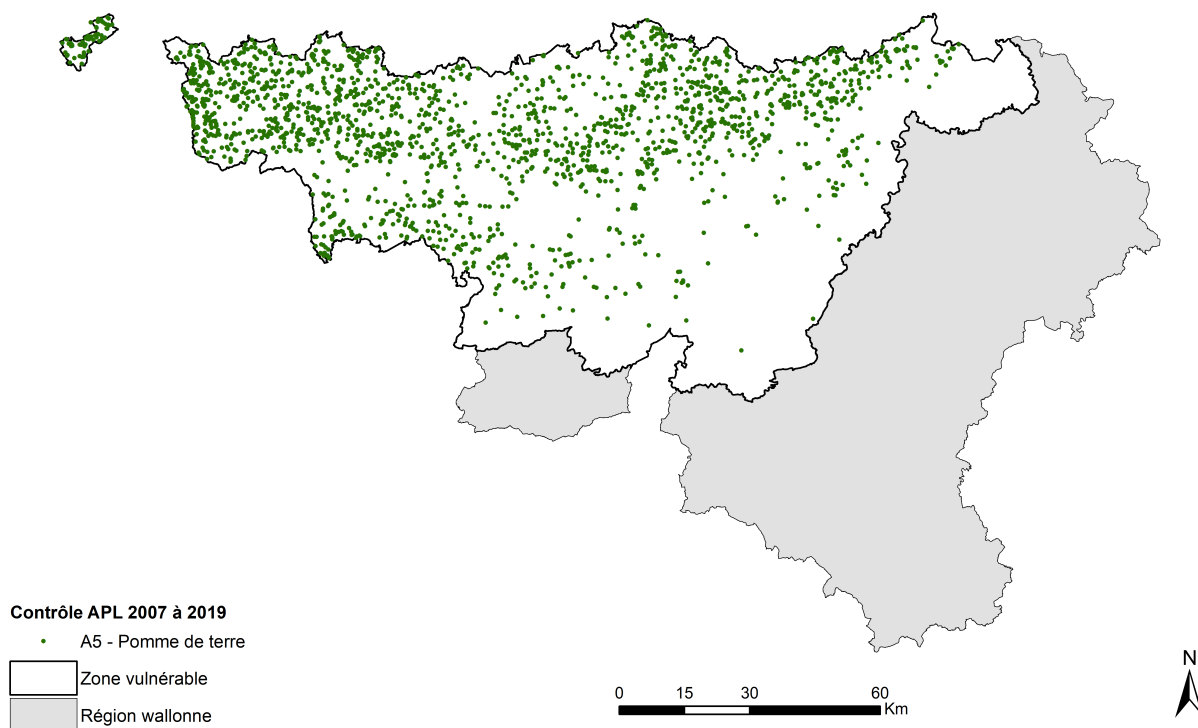 Contrôle APL 2007 à 2019
A5 - Pomme de terre
Zone vulnérable
Région wallonne
0 15 30 60
Km
N